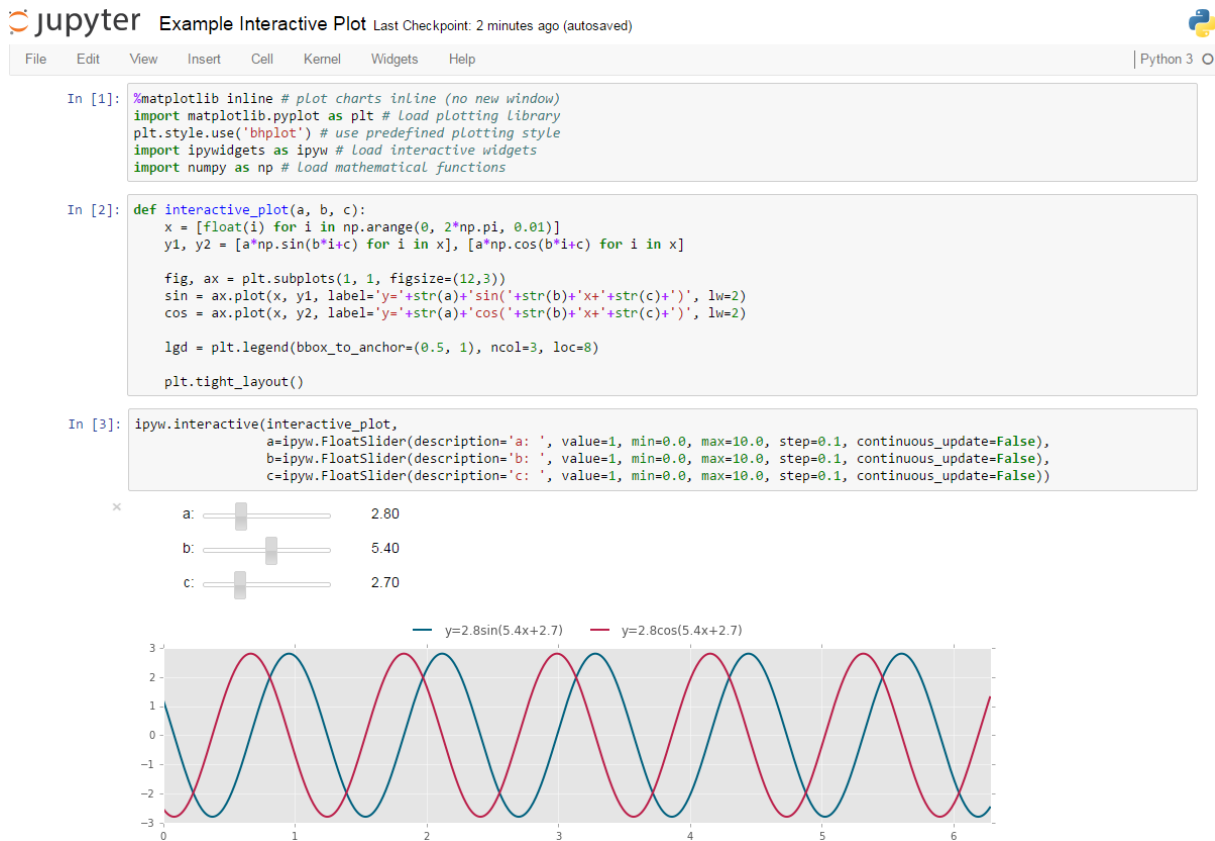 jupyter Example Interactive Plot Last Checkpoint: 2 minutes ago (autosaved)
File Edit View Insert Cell Kernel Widgets Help Python 3 O
In [1]: %matplotlib inline # plot charts inline (no new window)
import matplotlib.pyplot as plt # load plotting library
plt.style.use('bhplot') # use predefined plotting style
import ipywidgets as ipyw # load interactive widgets
import numpy as np # load mathematical functions
In [2]: def interactive_plot(a, b, c):
    x = [float(i) for i in np.arange(0, 2*np.pi, 0.01)]
    y1, y2 = [a*np.sin(b*i+c) for i in x], [a*np.cos(b*i+c) for i in x]
    fig, ax = plt.subplots(1, 1, figsize=(12,3))
    sin = ax.plot(x, y1, label='y='+str(a)+'sin('+str(b)+'x+'+str(c)+')', lw=2)
    cos = ax.plot(x, y2, label='y='+str(a)+'cos('+str(b)+'x+'+str(c)+')', lw=2)
    lgd = plt.legend(bbox_to_anchor=(0.5, 1), ncol=3, loc=8)
    plt.tight_layout()
In [3]: ipyw.interactive(interactive_plot,
                 a=ipyw.FloatSlider(description='a: ', value=1, min=0.0, max=10.0, step=0.1, continuous_update=False),
                 b=ipyw.FloatSlider(description='b: ', value=1, min=0.0, max=10.0, step=0.1, continuous_update=False),
                 c=ipyw.FloatSlider(description='c: ', value=1, min=0.0, max=10.0, step=0.1, continuous_update=False))
× a: 2.80
b: 5.40
c: 2.70
y=2.8sin(5.4x+2.7) y=2.8cos(5.4x+2.7)
3
2
1
0
−1
−2
−3
0 1 2 3 4 5 6